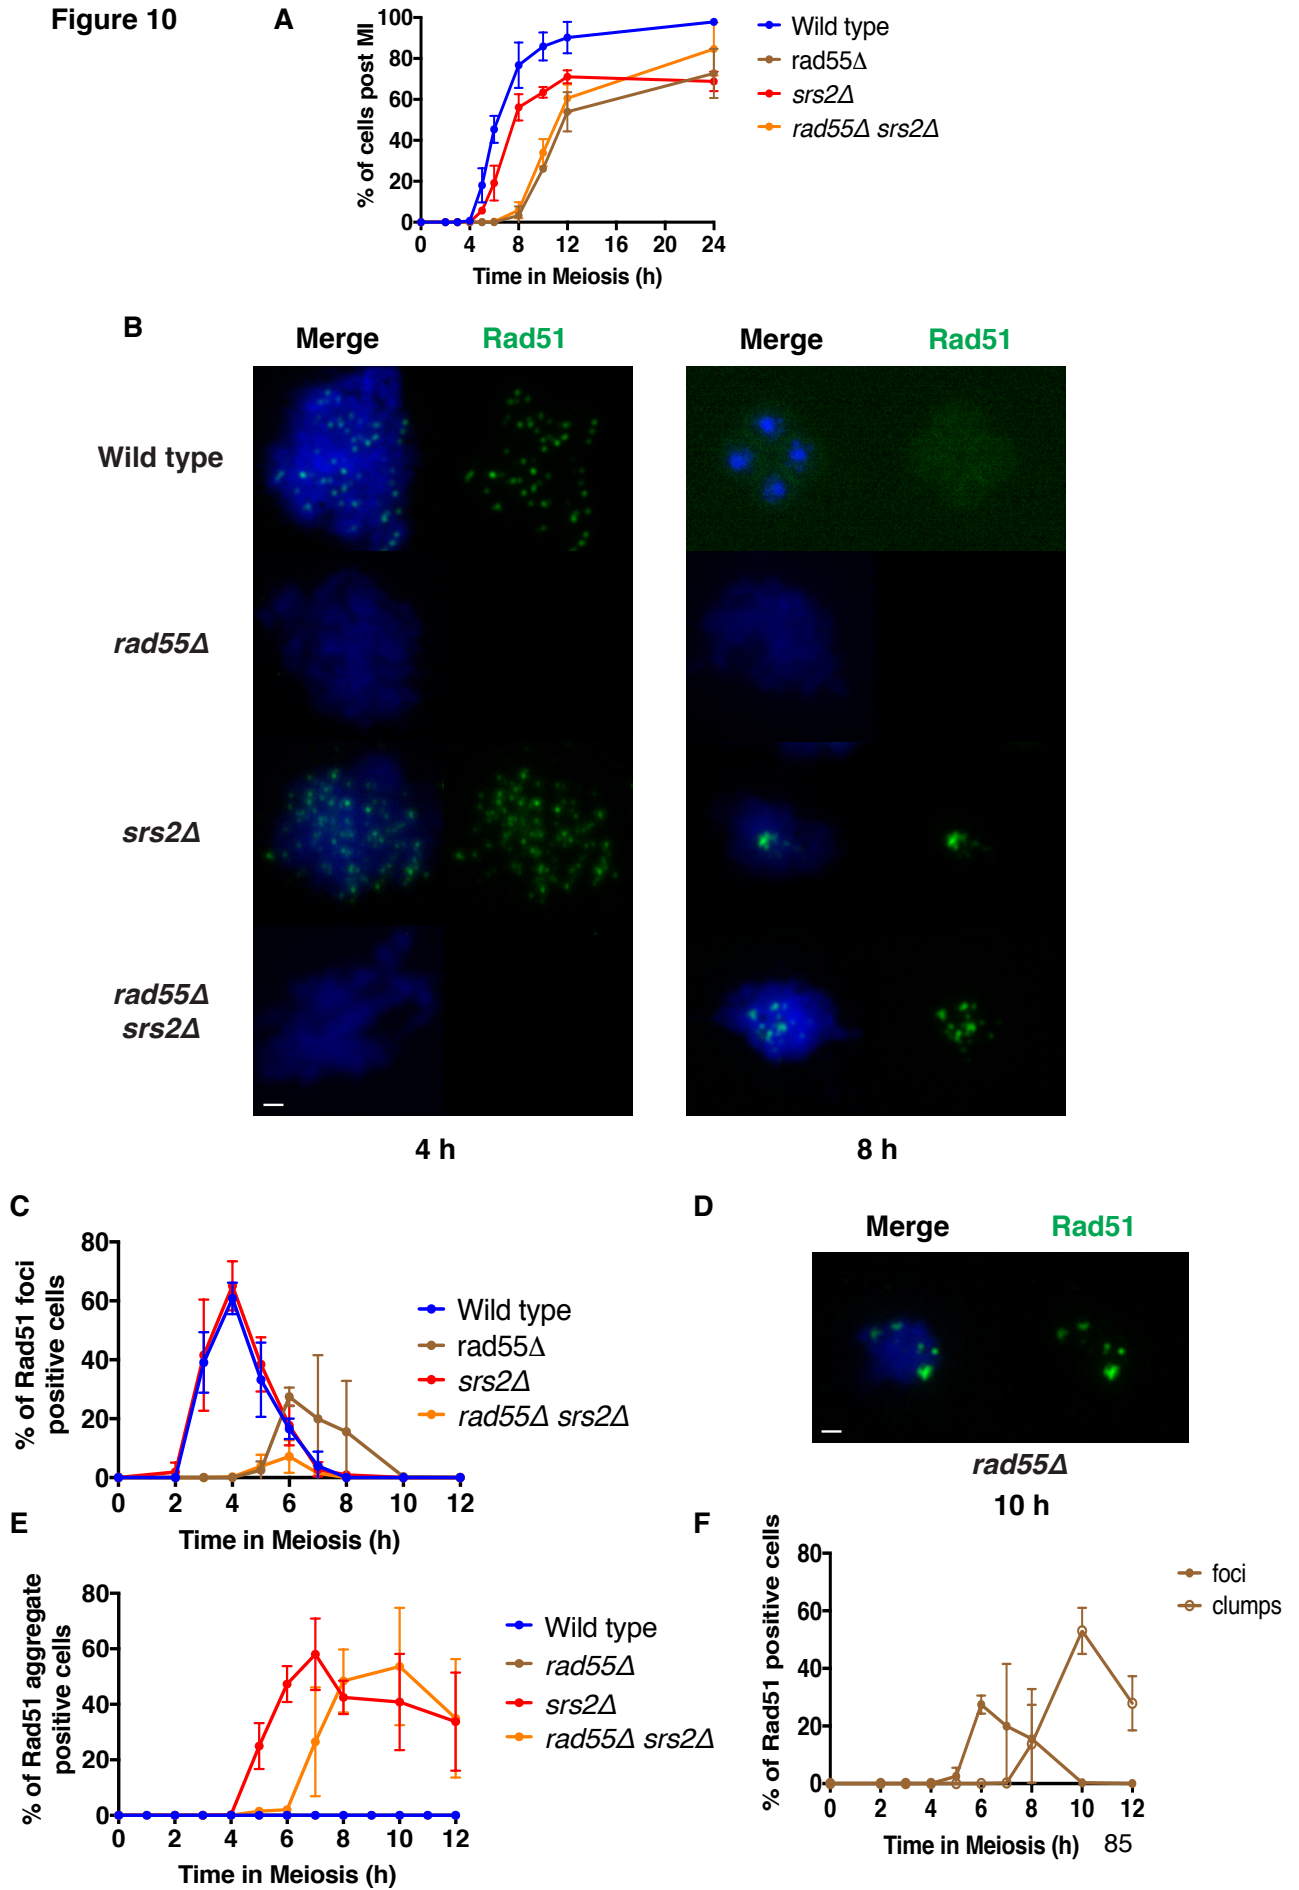 Figure 10
A
% of cells post MI
100
80
60
40
20
0
0 4 8 12 16 20 24
Time in Meiosis (h)
Wild type
rad55Δ
srs2Δ
rad55Δ srs2Δ
B
Merge Rad51
Merge Rad51
Wild type
rad55Δ
srs2Δ
rad55Δ
srs2Δ
4 h
8 h
C
% of Rad51 foci
positive cells
80
60
40
20
0
0 2 4 6 8 10 12
Time in Meiosis (h)
Wild type
rad55Δ
srs2Δ
rad55Δ srs2Δ
D
Merge Rad51
rad55Δ
10 h
E
% of Rad51 aggregate
positive cells
80
60
40
20
0
0 2 4 6 8 10 12
Time in Meiosis (h)
Wild type
rad55Δ
srs2Δ
rad55Δ srs2Δ
F
% of Rad51 positive cells
80
60
40
20
0
0 2 4 6 8 10 12
Time in Meiosis (h)
foci
clumps
85